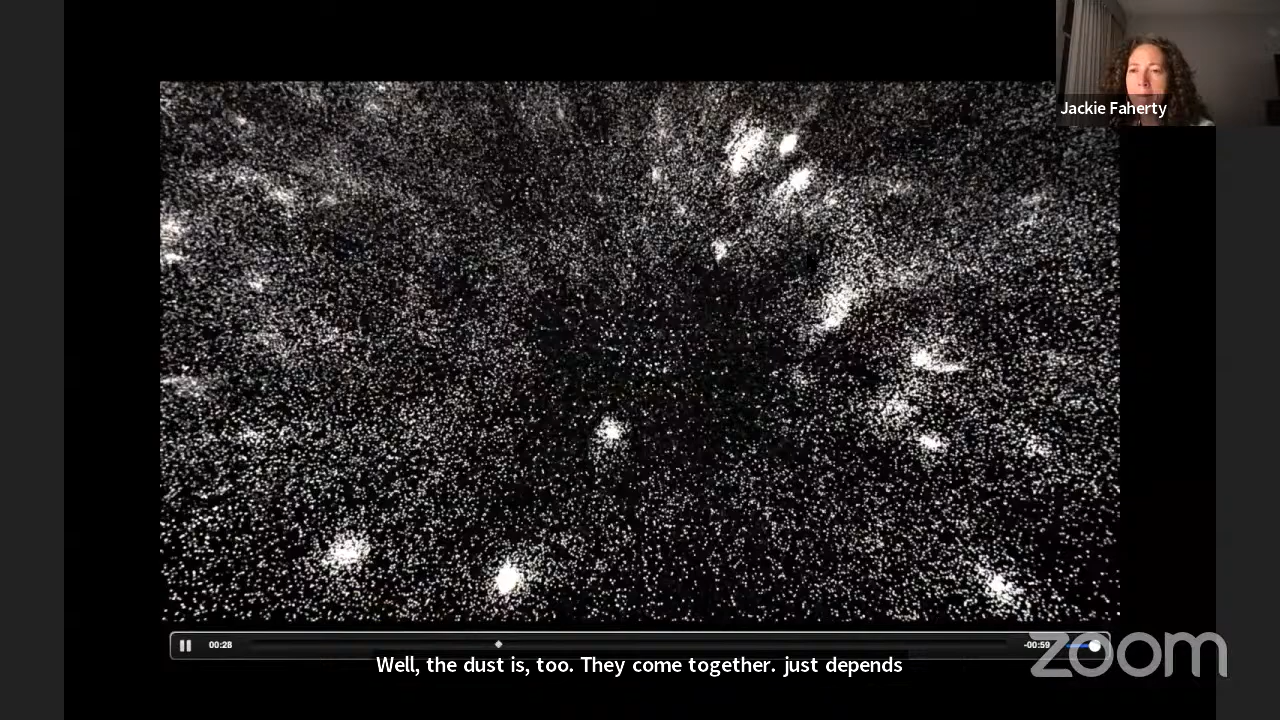 Jackie Faherty
00:28
-00:59
Well, the dust is, too. They come together. just depends
zoom